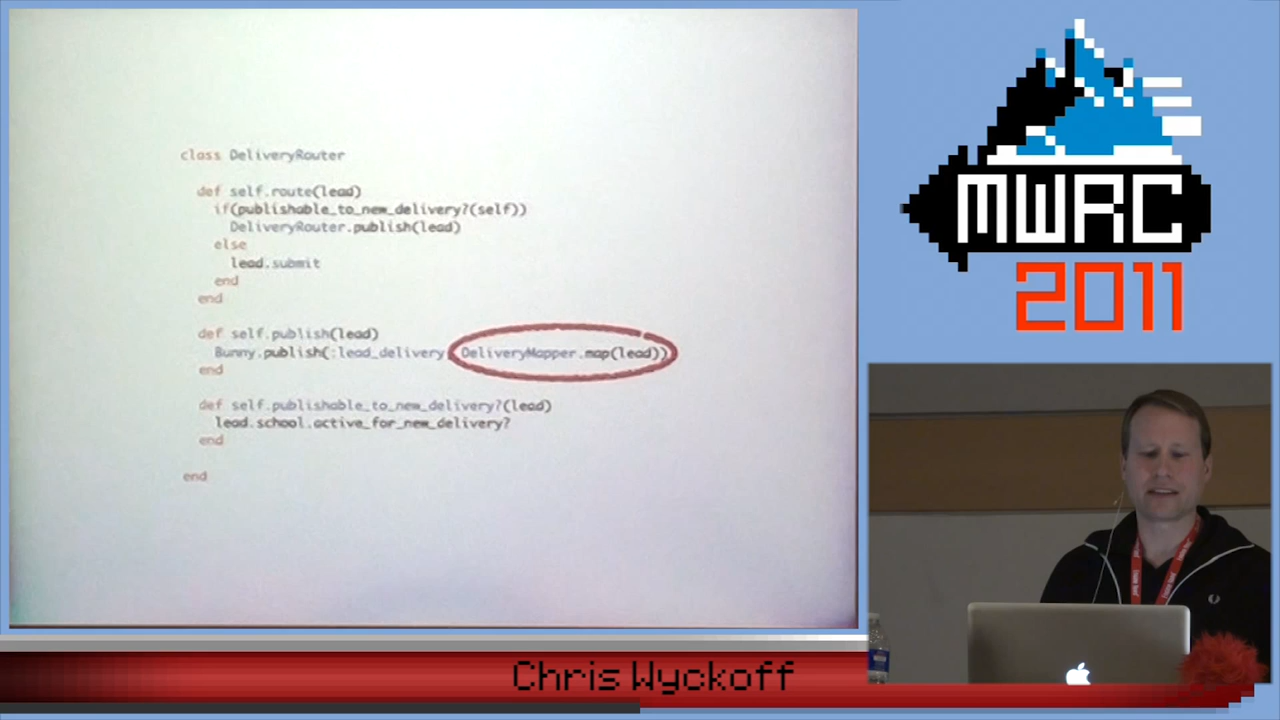 class DeliveryRouter
def self.route(lead)
if(publishable_to_new_delivery?(self))
DeliveryRouter.publish(lead)
else
lead.submit
end
end
def self.publish(lead)
Bunny.publish(:lead_delivery, DeliveryMapper.map(lead))
end
def self.publishable_to_new_delivery?(lead)
lead.school.active_for_new_delivery?
end
end
MWRC
2011
Chris Wyckoff